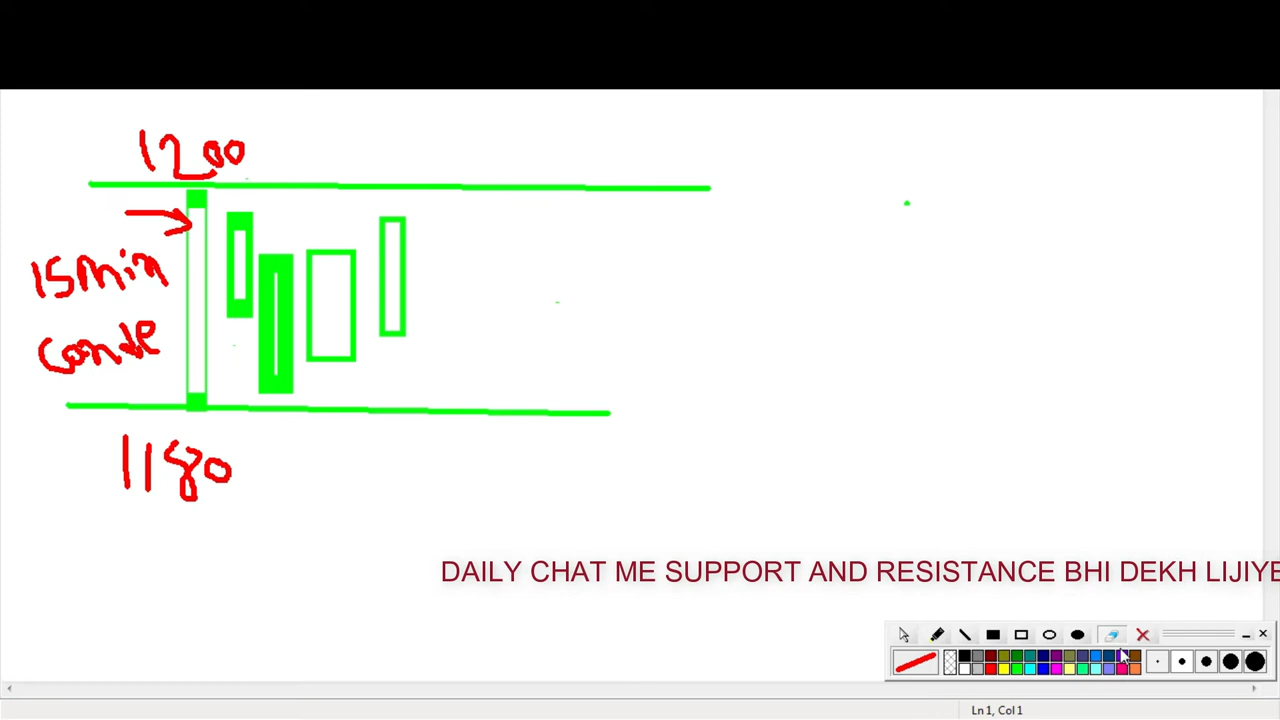 1200
15min
candle
1180
DAILY CHAT ME SUPPORT AND RESISTANCE BHI DEKH LIJIYE
Ln 1, Col 1